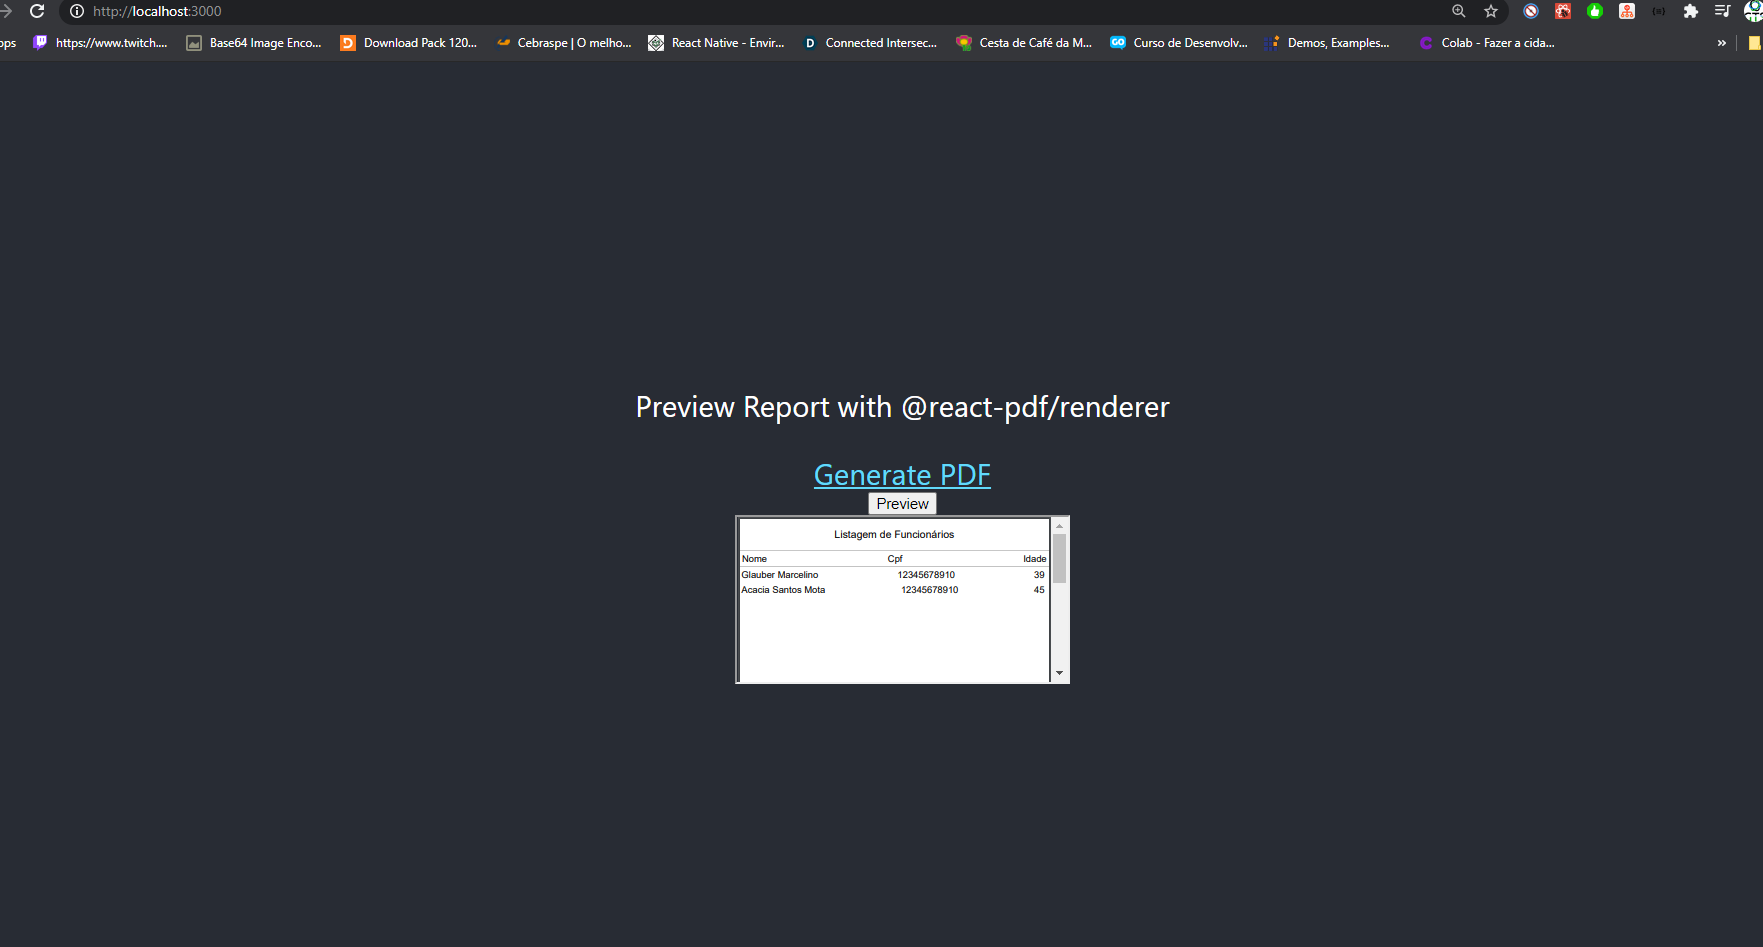 http://localhost:3000
ops https://www.twitch.... Base64 Image Enco... Download Pack 120... Cebraspe | O melho... React Native - Envir... Connected Intersec... Cesta de Café da M... Curso de Desenvolv... Demos, Examples... Colab - Fazer a cida... »
Preview Report with @react-pdf/renderer
Generate PDF
Preview
Listagem de Funcionários
Nome Cpf Idade
Glauber Marcelino 12345678910 39
Acacia Santos Mota 12345678910 45